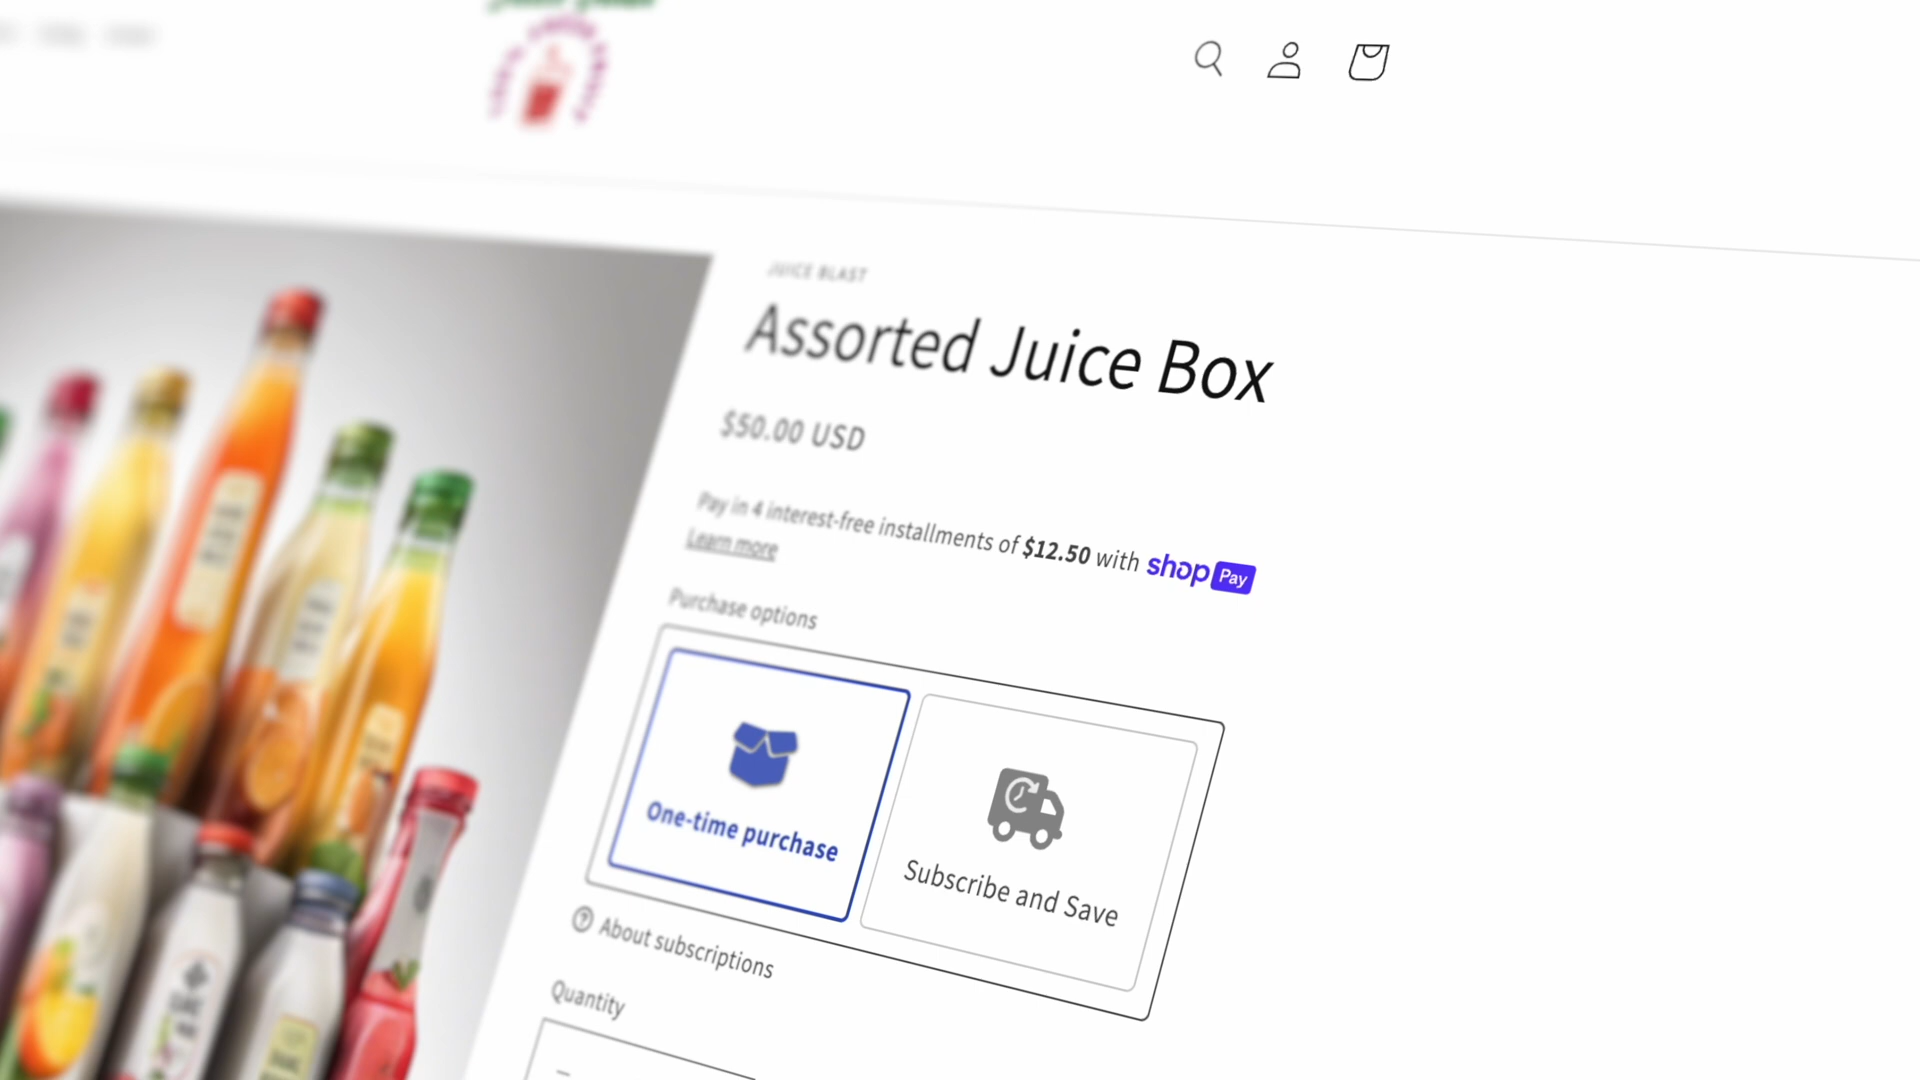 JUICE BLAST
Assorted Juice Box
$50.00 USD
Pay in 4 interest-free installments of $12.50 with shop Pay
Learn more
Purchase options
One-time purchase
Subscribe and Save
About subscriptions
Quantity